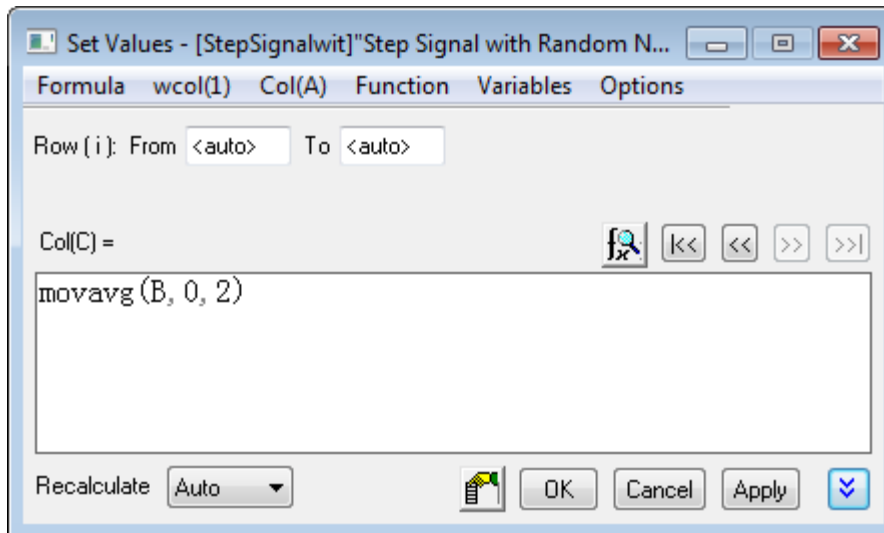 Set Values - [StepSignalwit]"Step Signal with Random N...
Formula wcol(1) Col(A) Function Variables Options
Row (i): From <auto> To <auto>
Col(C) =
fx |<< << >> >>|
movavg(B, 0, 2)
Recalculate Auto OK Cancel Apply